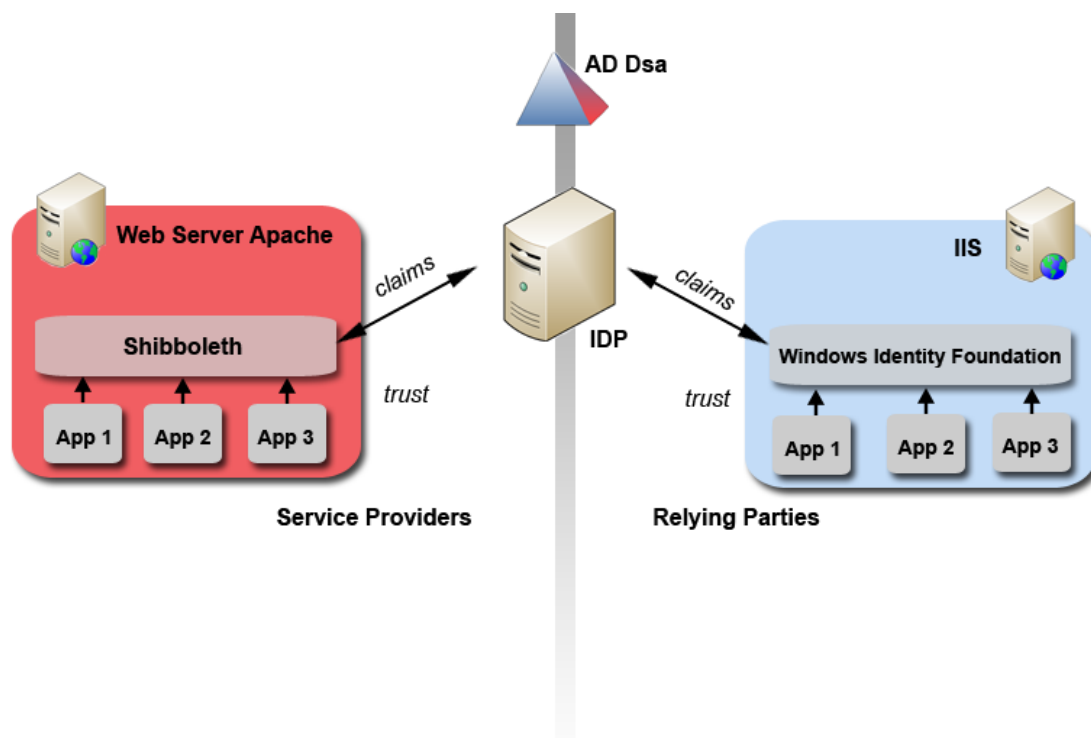 AD Dsa
Web Server Apache
IIS
claims
claims
IDP
Shibboleth
Windows Identity Foundation
trust
trust
App 1
App 2
App 3
App 1
App 2
App 3
Service Providers
Relying Parties